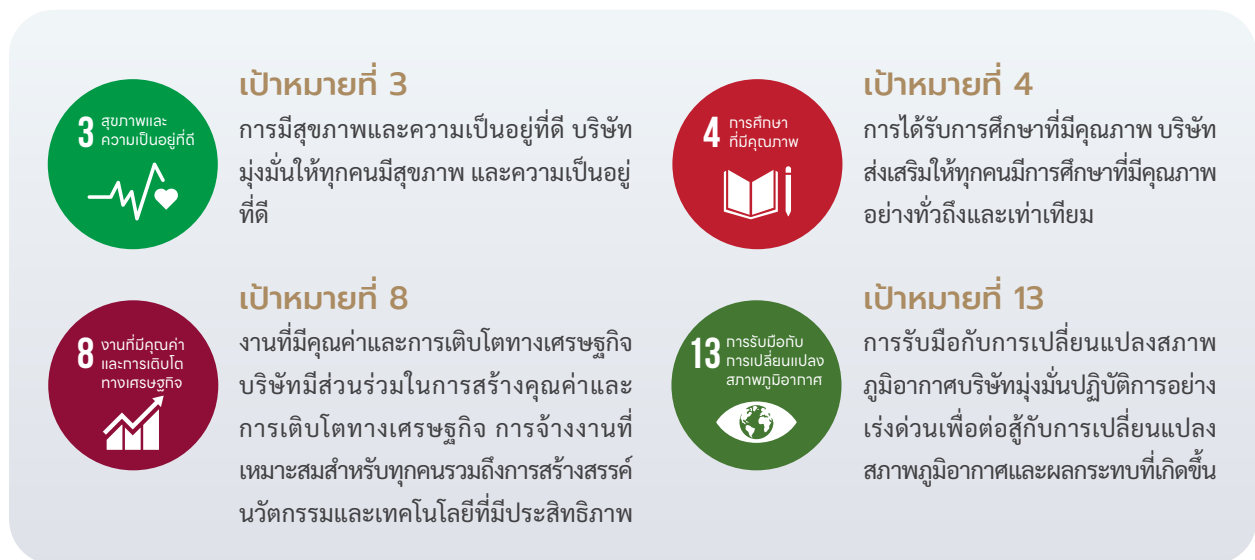 3 สุขภาพและ
ความเป็นอยู่ที่ดี
เป้าหมายที่ 3
การมีสุขภาพและความเป็นอยู่ที่ดี บริษัท
มุ่งมั่นให้ทุกคนมีสุขภาพ และความเป็นอยู่
ที่ดี
4 การศึกษา
ที่มีคุณภาพ
เป้าหมายที่ 4
การได้รับการศึกษาที่มีคุณภาพ บริษัท
ส่งเสริมให้ทุกคนมีการศึกษาที่มีคุณภาพ
อย่างทั่วถึงและเท่าเทียม
8 งานที่มีคุณค่า
และการเติบโต
ทางเศรษฐกิจ
เป้าหมายที่ 8
งานที่มีคุณค่าและการเติบโตทางเศรษฐกิจ
บริษัทมีส่วนร่วมในการสร้างคุณค่าและ
การเติบโตทางเศรษฐกิจ การจ้างงานที่
เหมาะสมสำหรับทุกคนรวมถึงการสร้างสรรค์
นวัตกรรมและเทคโนโลยีที่มีประสิทธิภาพ
13 การรับมือกับ
การเปลี่ยนแปลง
สภาพภูมิอากาศ
เป้าหมายที่ 13
การรับมือกับการเปลี่ยนแปลงสภาพ
ภูมิอากาศบริษัทมุ่งมั่นปฏิบัติการอย่าง
เร่งด่วนเพื่อต่อสู้กับการเปลี่ยนแปลง
สภาพภูมิอากาศและผลกระทบที่เกิดขึ้น